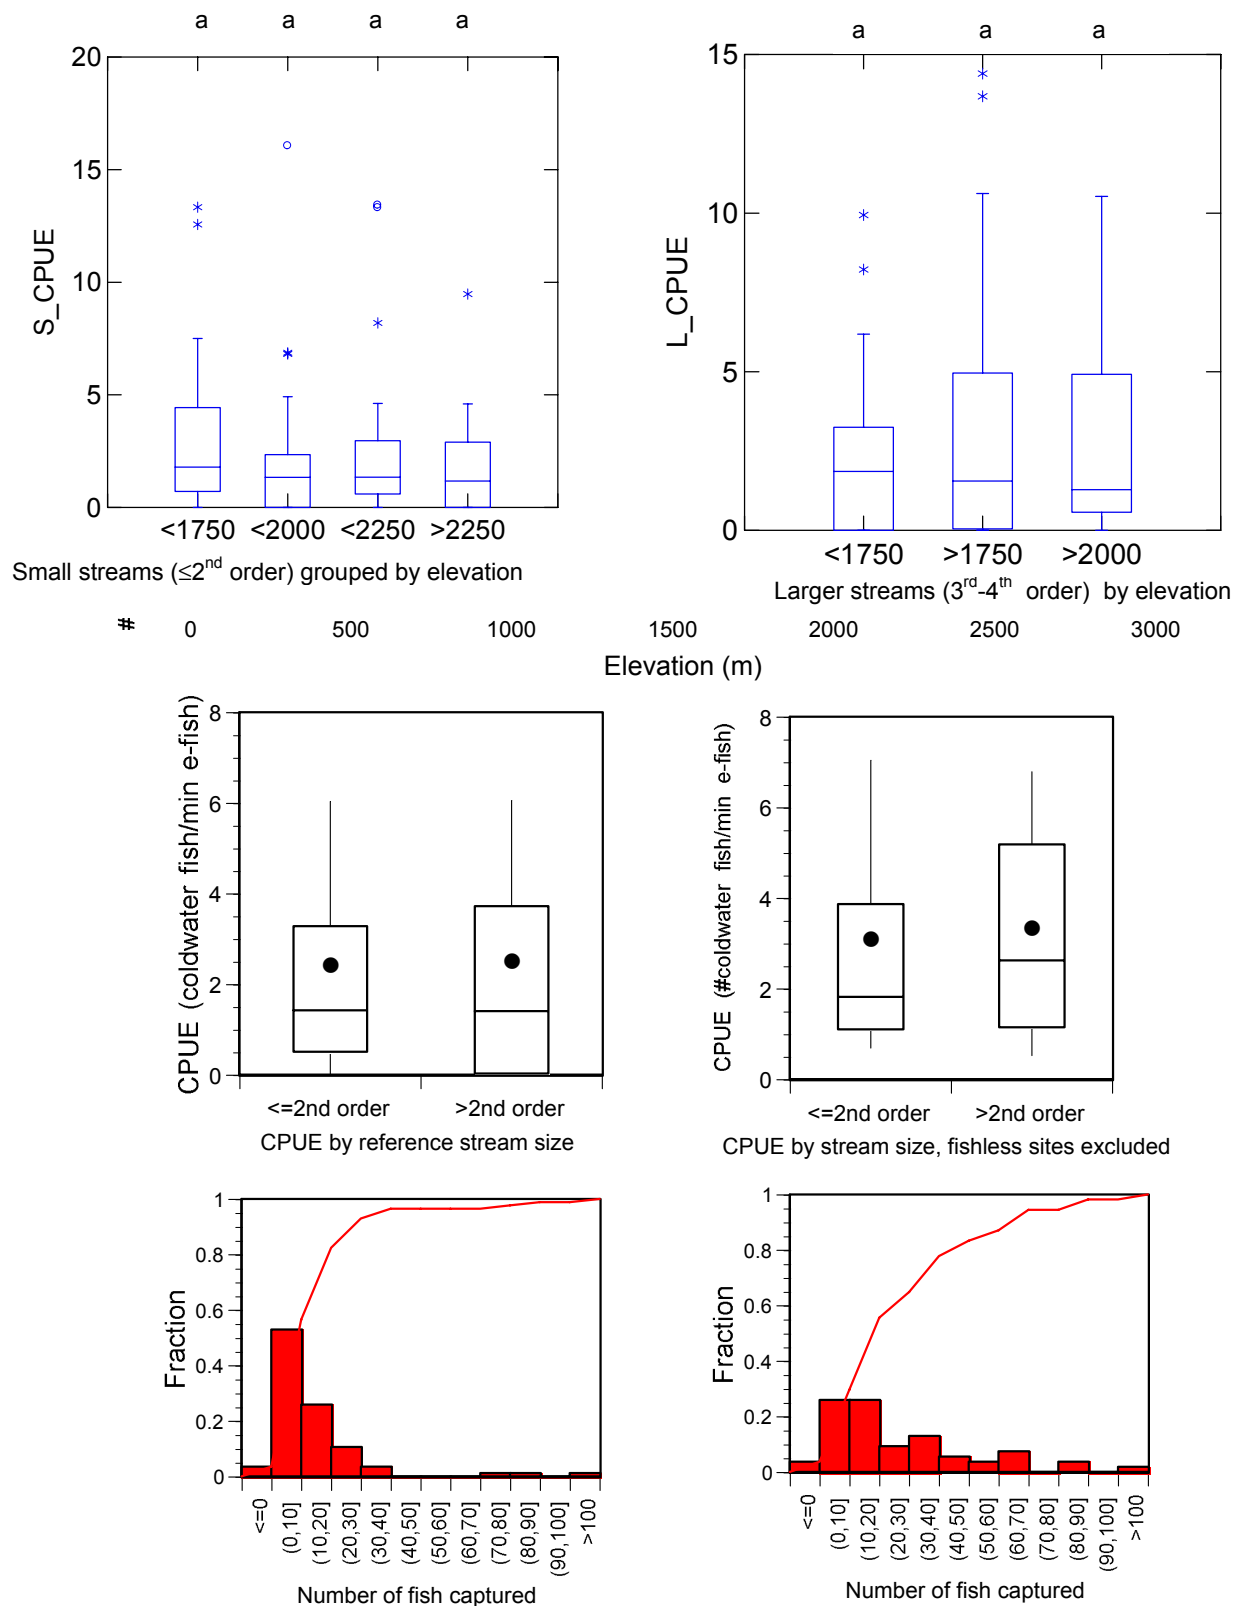 a a a a
20
15
10
5
0
S_CPUE
<1750 <2000 <2250 >2250
Small streams (≤2nd order) grouped by elevation
a a a
15
10
5
0
L_CPUE
<1750 >1750 >2000
Larger streams (3rd-4th order) by elevation
# 0 500 1000 1500 2000 2500 3000
Elevation (m)
CPUE (coldwater fish/min e-fish)
8
6
4
2
0
<=2nd order >2nd order
CPUE by reference stream size
CPUE (#coldwater fish/min e-fish)
8
6
4
2
0
<=2nd order >2nd order
CPUE by stream size, fishless sites excluded
Fraction
1
0.8
0.6
0.4
0.2
0
<=0 (0,10] (10,20] (20,30] (30,40] (40,50] (50,60] (60,70] (70,80] (80,90] (90,100] >100
Number of fish captured
Fraction
1
0.8
0.6
0.4
0.2
0
<=0 (0,10] (10,20] (20,30] (30,40] (40,50] (50,60] (60,70] (70,80] (80,90] (90,100] >100
Number of fish captured